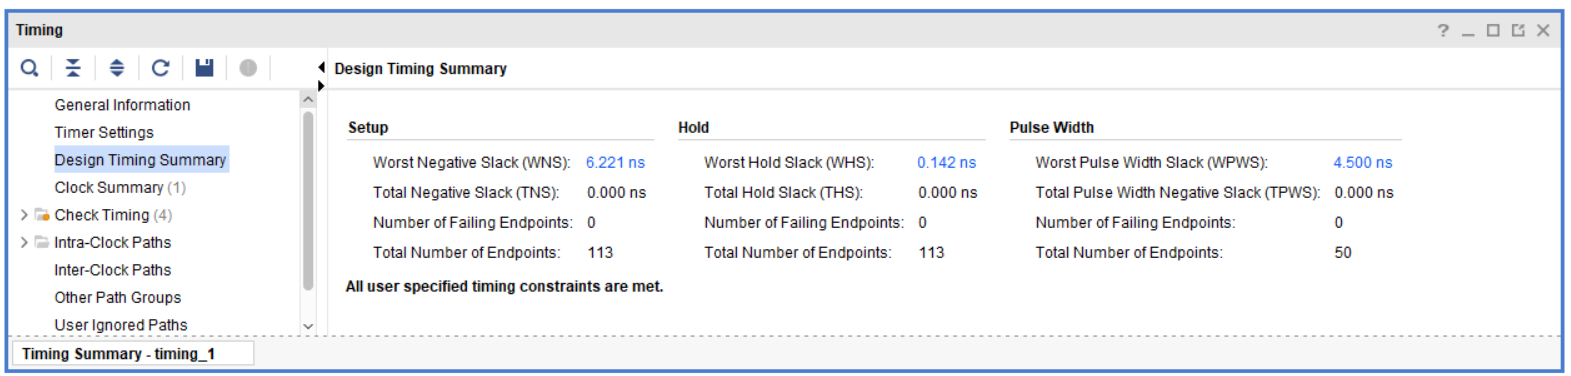 Timing
Design Timing Summary
General Information
Timer Settings
Design Timing Summary
Clock Summary (1)
Check Timing (4)
Intra-Clock Paths
Inter-Clock Paths
Other Path Groups
User Ignored Paths
Setup
Worst Negative Slack (WNS): 6.221 ns
Total Negative Slack (TNS): 0.000 ns
Number of Failing Endpoints: 0
Total Number of Endpoints: 113
Hold
Worst Hold Slack (WHS): 0.142 ns
Total Hold Slack (THS): 0.000 ns
Number of Failing Endpoints: 0
Total Number of Endpoints: 113
Pulse Width
Worst Pulse Width Slack (WPWS): 4.500 ns
Total Pulse Width Negative Slack (TPWS): 0.000 ns
Number of Failing Endpoints: 0
Total Number of Endpoints: 50
All user specified timing constraints are met.
Timing Summary - timing_1